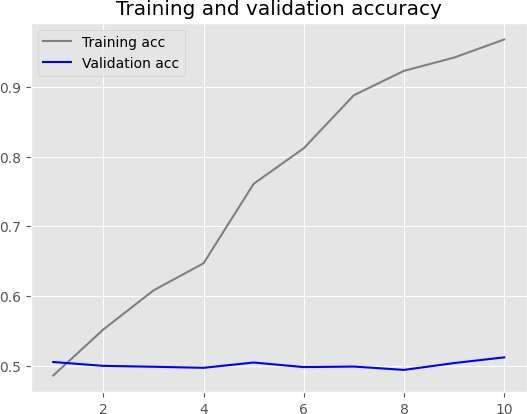 Training and validation accuracy
Training acc
Validation acc
0.9
0.8
0.7
0.6
0.5
2 4 6 8 10